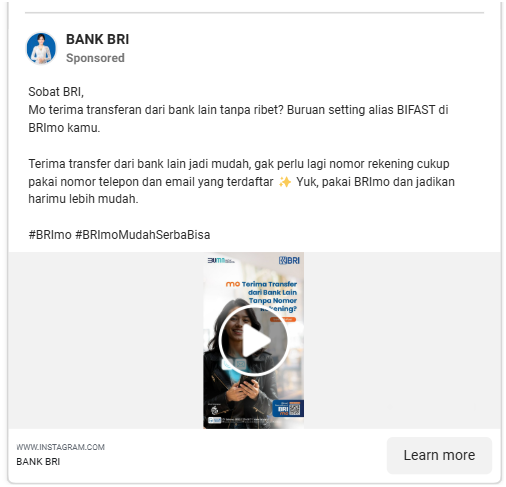 BANK BRI
Sponsored
Sobat BRI,
Mo terima transferan dari bank lain tanpa ribet? Buruan setting alias BIFAST di
BRImo kamu.
Terima transfer dari bank lain jadi mudah, gak perlu lagi nomor rekening cukup
pakai nomor telepon dan email yang terdaftar ✨ Yuk, pakai BRImo dan jadikan
harimu lebih mudah.
#BRImo #BRImoMudahSerbaBisa
BRI
mo Terima Transfer
dari Bank Lain
Tanpa Nomor
BRI
WWW.INSTAGRAM.COM
BANK BRI
Learn more